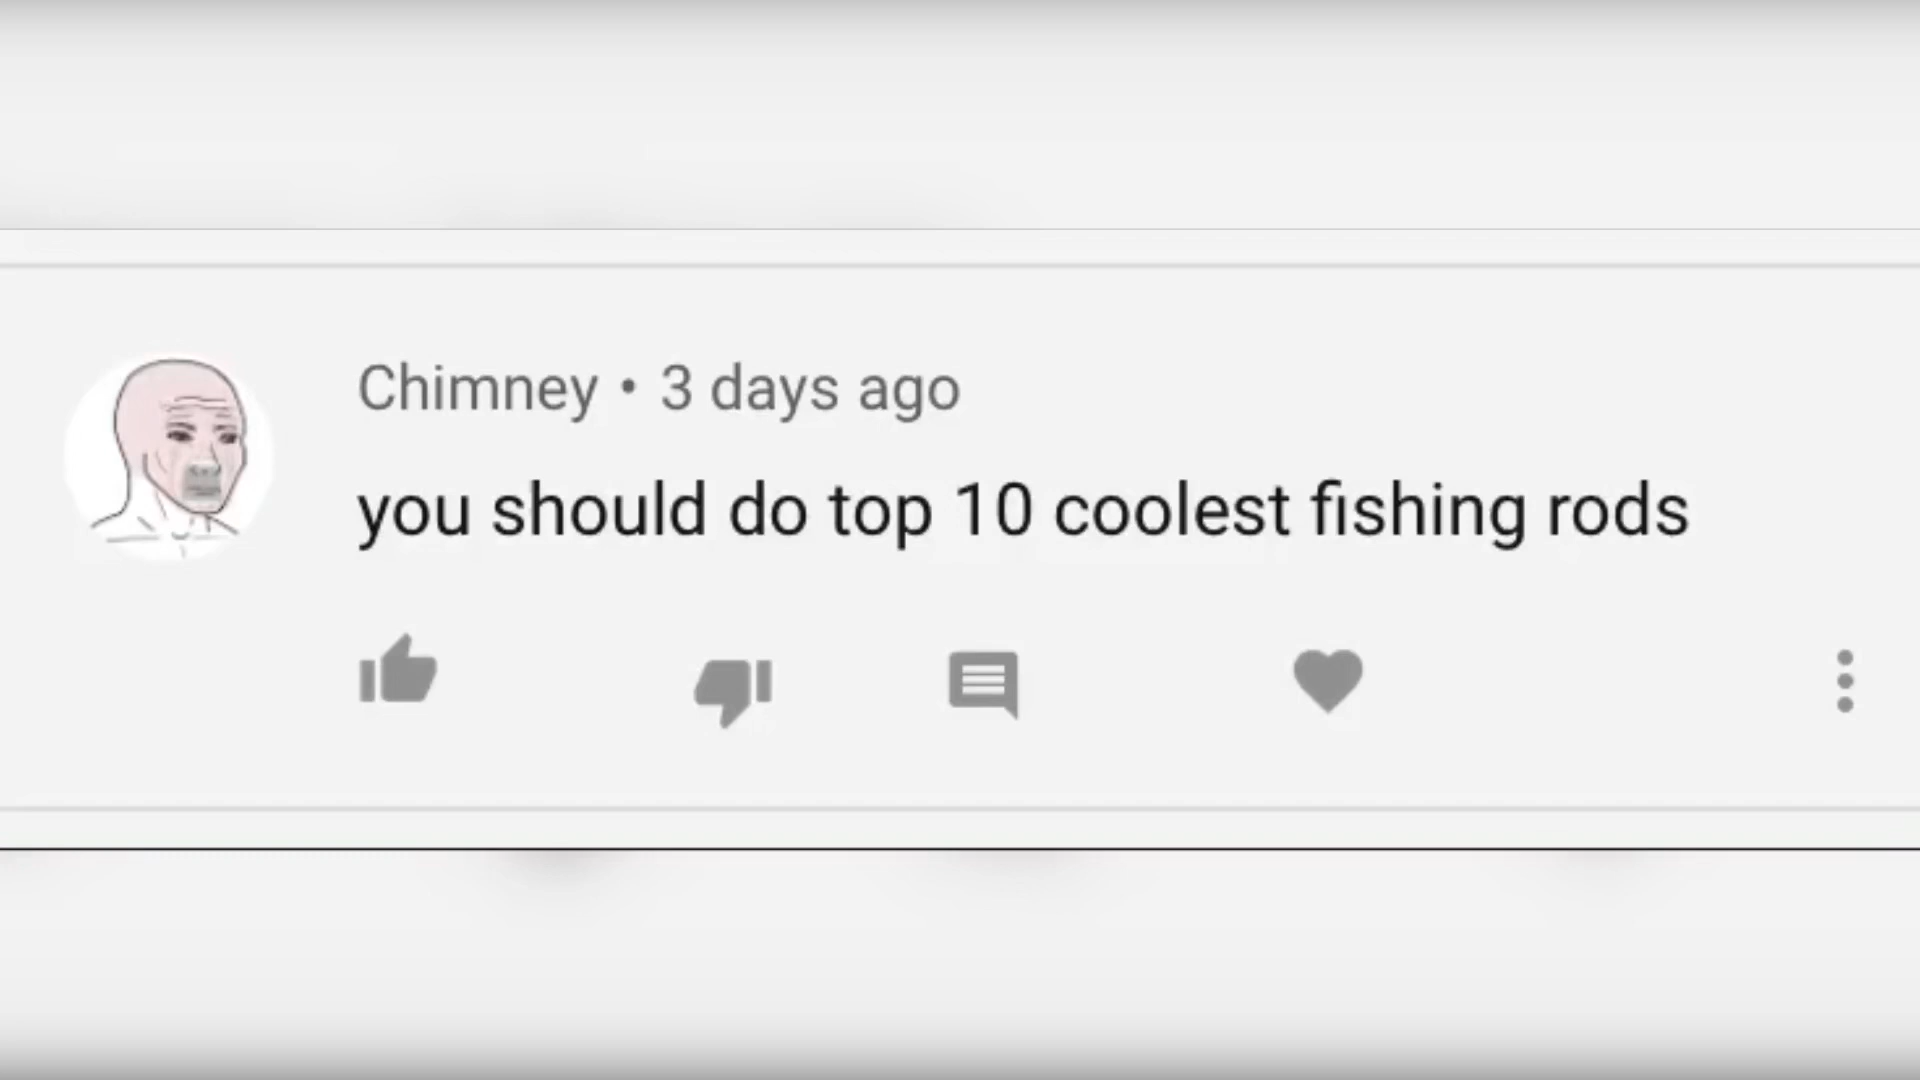 Chimney • 3 days ago
you should do top 10 coolest fishing rods